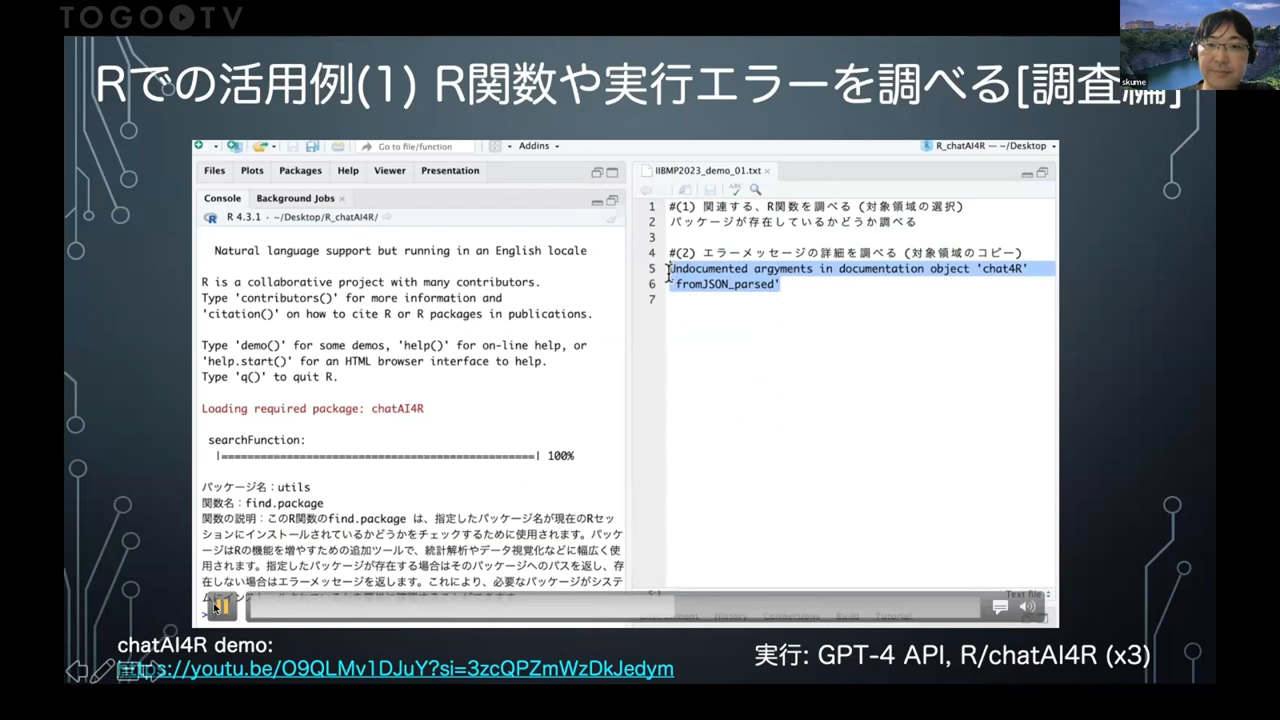 TOGO TV
Rでの活用例(1) R関数や実行エラーを調べる[調査編]
skume
Go to file/function
Addins
R_chatAI4R — ~/Desktop
Files Plots Packages Help Viewer Presentation
IIBMP2023_demo_01.txt
Console Background Jobs
R 4.3.1 · ~/Desktop/R_chatAI4R/
Natural language support but running in an English locale
R is a collaborative project with many contributors.
Type 'contributors()' for more information and
'citation()' on how to cite R or R packages in publications.
Type 'demo()' for some demos, 'help()' for on-line help, or
'help.start()' for an HTML browser interface to help.
Type 'q()' to quit R.
Loading required package: chatAI4R
searchFunction:
|==================================================| 100%
パッケージ名：utils
関数名：find.package
関数の説明：このR関数のfind.package は、指定したパッケージ名が現在のRセッ
ションにインストールされているかどうかをチェックするために使用されます。パッケ
ージはRの機能を増やすための追加ツールで、統計解析やデータ視覚化などに幅広く使
用されます。指定したパッケージが存在する場合はそのパッケージへのパスを返し、存
在しない場合はエラーメッセージを返します。これにより、必要なパッケージがシステ
>
1 #(1) 関連する、R関数を調べる (対象領域の選択)
2 パッケージが存在しているかどうか調べる
3
4 #(2) エラーメッセージの詳細を調べる (対象領域のコピー)
5 Undocumented argyments in documentation object 'chat4R'
6 'fromJSON_parsed'
7
5:1
Text file
Environment History Connections Build Tutorial
chatAI4R demo:
https://youtu.be/O9QLMv1DJuY?si=3zcQPZmWzDkJedym
実行: GPT-4 API, R/chatAI4R (x3)